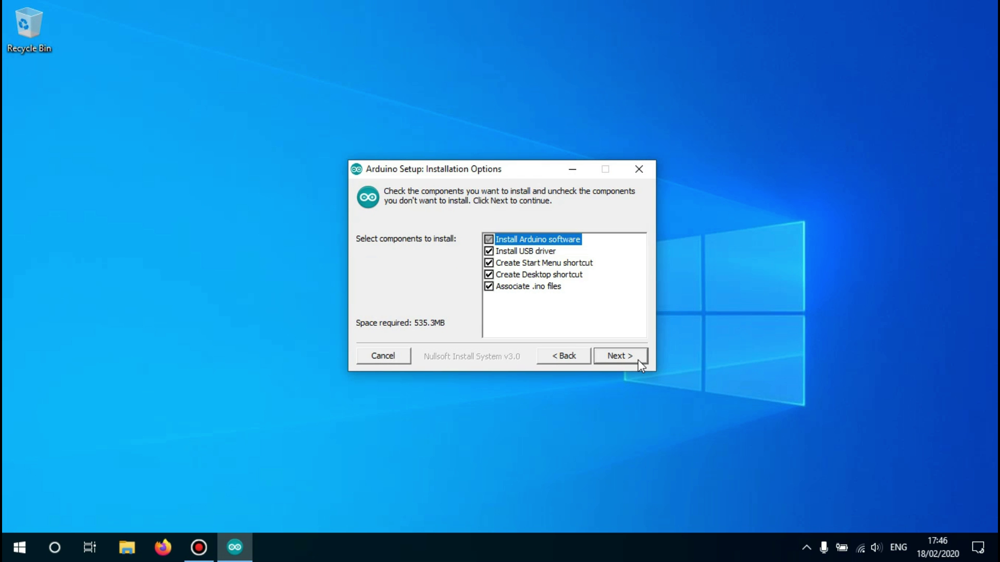 Recycle Bin
Arduino Setup: Installation Options
Check the components you want to install and uncheck the components
you don't want to install. Click Next to continue.
Select components to install:
Install Arduino software
Install USB driver
Create Start Menu shortcut
Create Desktop shortcut
Associate .ino files
Space required: 535.3MB
Cancel
Nullsoft Install System v3.0
< Back
Next >
ENG
17:46
18/02/2020